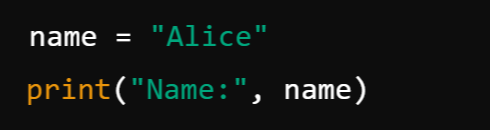 name = "Alice"
print("Name:", name)